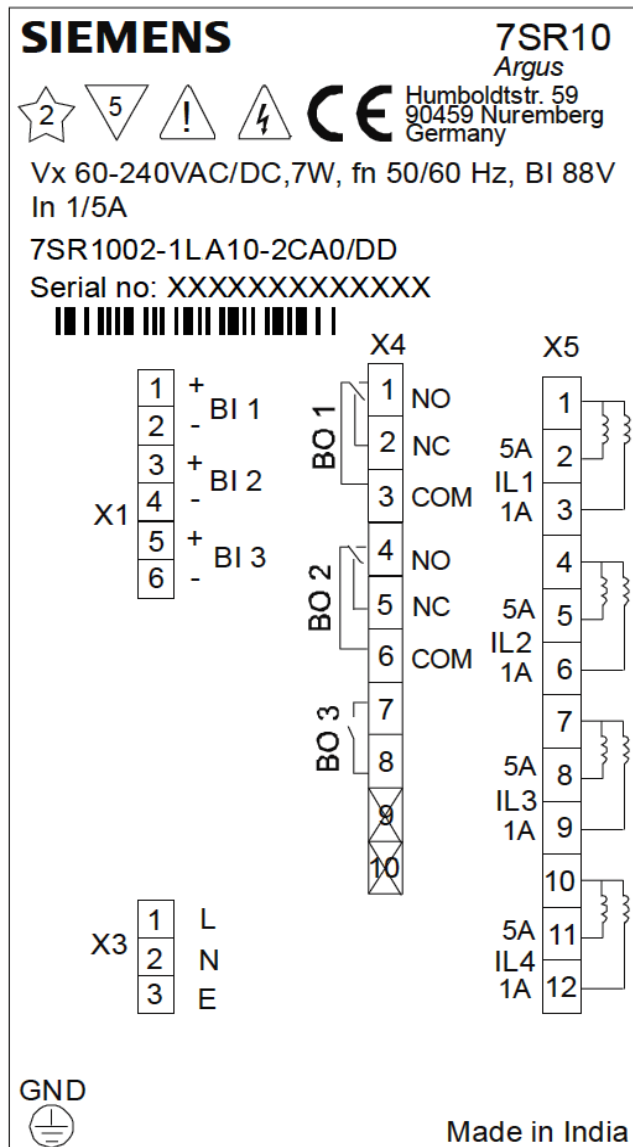 SIEMENS
7SR10
Argus
2
5
!
CE
Humboldtstr. 59
90459 Nuremberg
Germany
Vx 60-240VAC/DC,7W, fn 50/60 Hz, BI 88V
In 1/5A
7SR1002-1LA10-2CA0/DD
Serial no: XXXXXXXXXXXXX
X1
1 + BI 1
2 -
3 + BI 2
4 -
5 + BI 3
6 -
X3
1 L
2 N
3 E
X4
BO 1
1 NO
2 NC
3 COM
BO 2
4 NO
5 NC
6 COM
BO 3
7
8
9
10
X5
1
5A 2
IL1
1A 3
4
5A 5
IL2
1A 6
7
5A 8
IL3
1A 9
10
5A 11
IL4
1A 12
GND
Made in India